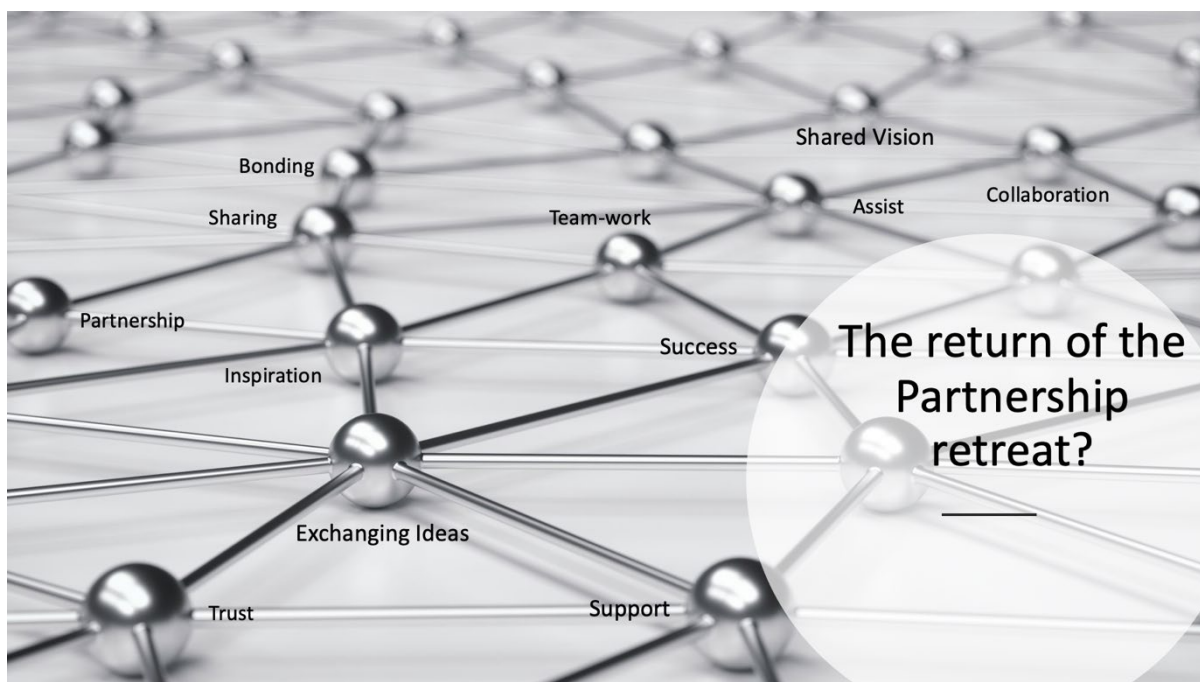 Shared Vision
Bonding
Collaboration
Assist
Sharing
Team-work
Partnership
Success
Inspiration
The return of the
Partnership
retreat?
Exchanging Ideas
Trust
Support